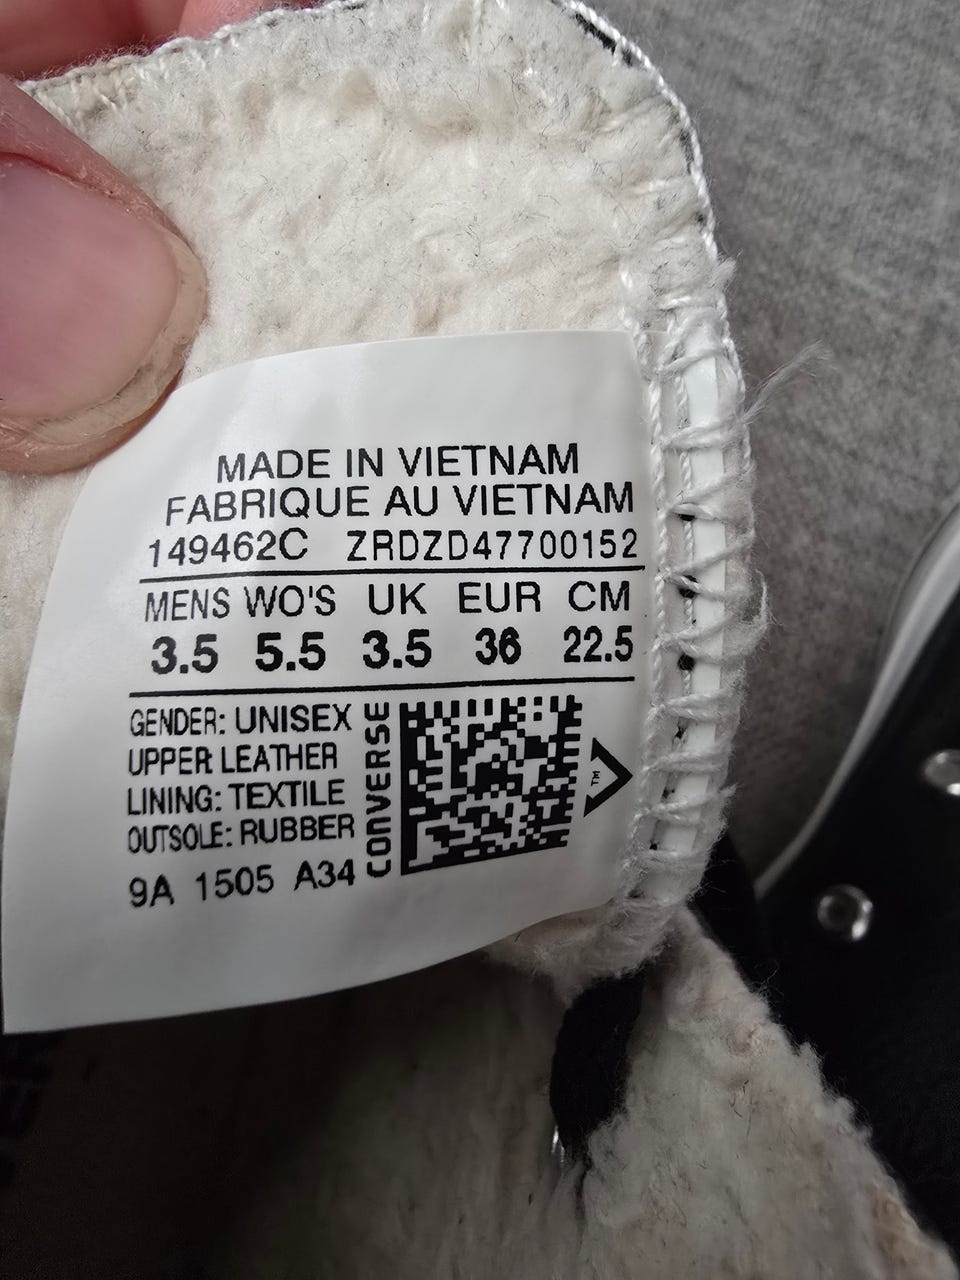 MADE IN VIETNAM
FABRIQUE AU VIETNAM
149462C ZRDZD47700152
MENS WO'S UK EUR CM
3.5 5.5 3.5 36 22.5
GENDER: UNISEX
UPPER LEATHER
LINING: TEXTILE
OUTSOLE: RUBBER
9A 1505 A34
CONVERSE
TM